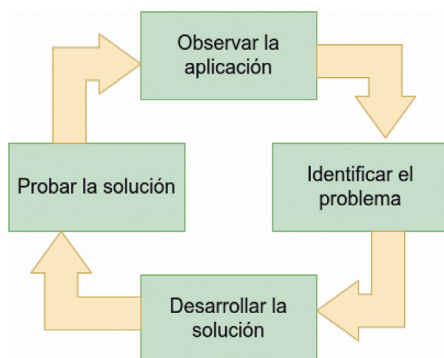 Observar la
aplicación
Identificar el
problema
Desarrollar la
solución
Probar la solución